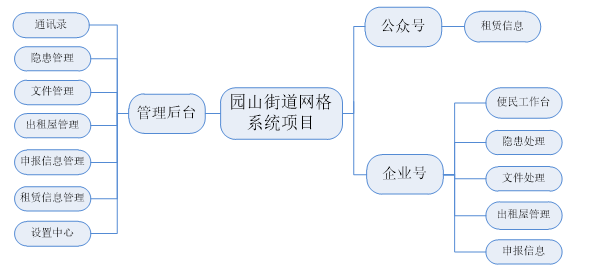 通讯录
隐患管理
文件管理
出租屋管理
申报信息管理
租赁信息管理
设置中心
管理后台
园山街道网格
系统项目
公众号
租赁信息
企业号
便民工作台
隐患处理
文件处理
出租屋管理
申报信息